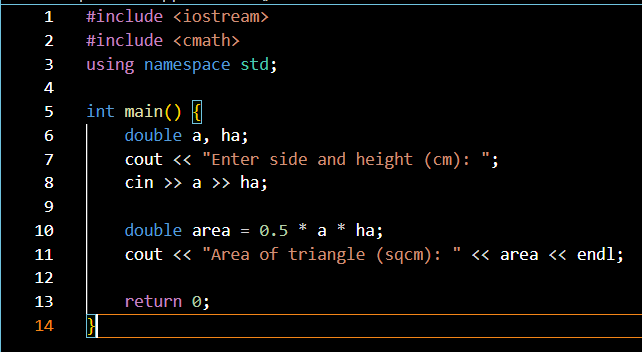 1 #include <iostream>
2 #include <cmath>
3 using namespace std;
4
5 int main() {
6 double a, ha;
7 cout << "Enter side and height (cm): ";
8 cin >> a >> ha;
9
10 double area = 0.5 * a * ha;
11 cout << "Area of triangle (sqcm): " << area << endl;
12
13 return 0;
14 }